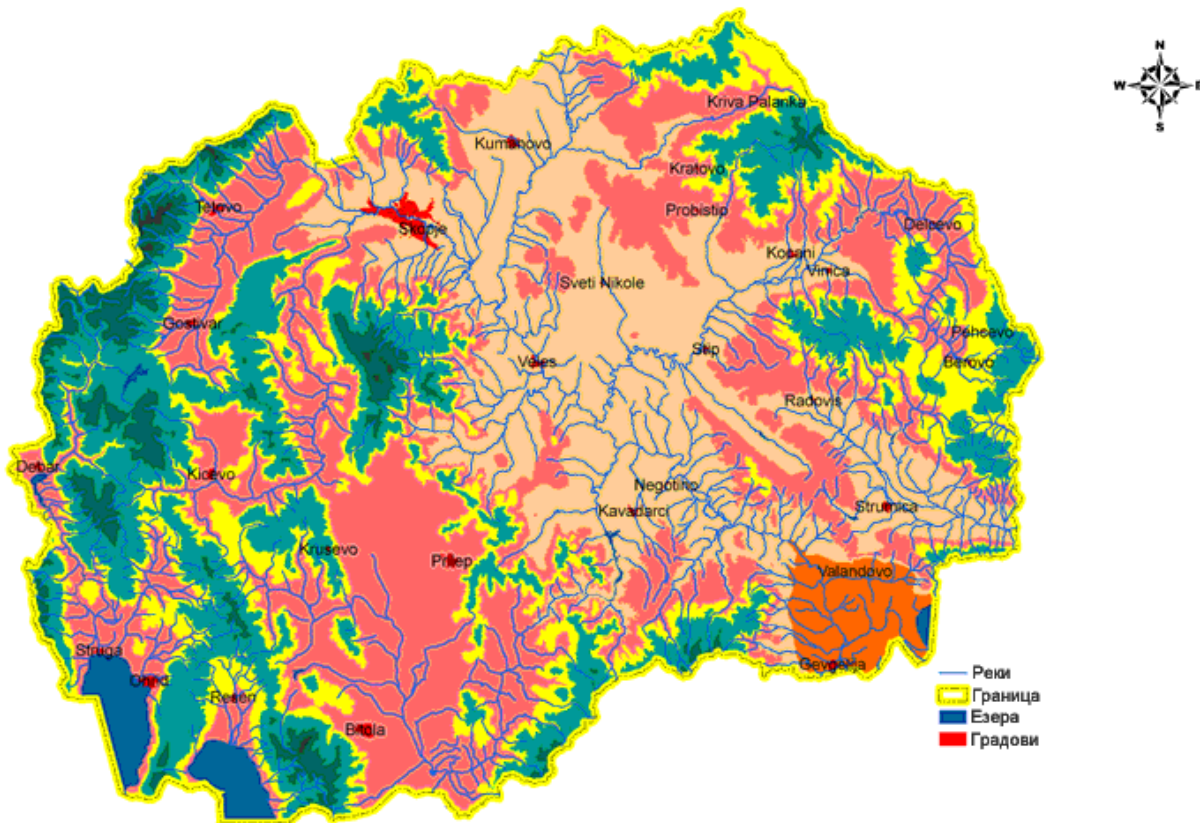 N
W
S
Kriva Palanka
Kumanovo
Kratovo
Tetovo
Probistip
Delcevo
Skopje
Kocani
Vinica
Sveti Nikole
Gostivar
Pehcevo
Stip
Veles
Berovo
Radovis
Debar
Kicevo
Negotino
Kavadarci
Strumica
Krusevo
Prilep
Valandovo
Struga
Gevgelija
Ohrid
Resen
Bitola
Реки
Граница
Езера
Градови